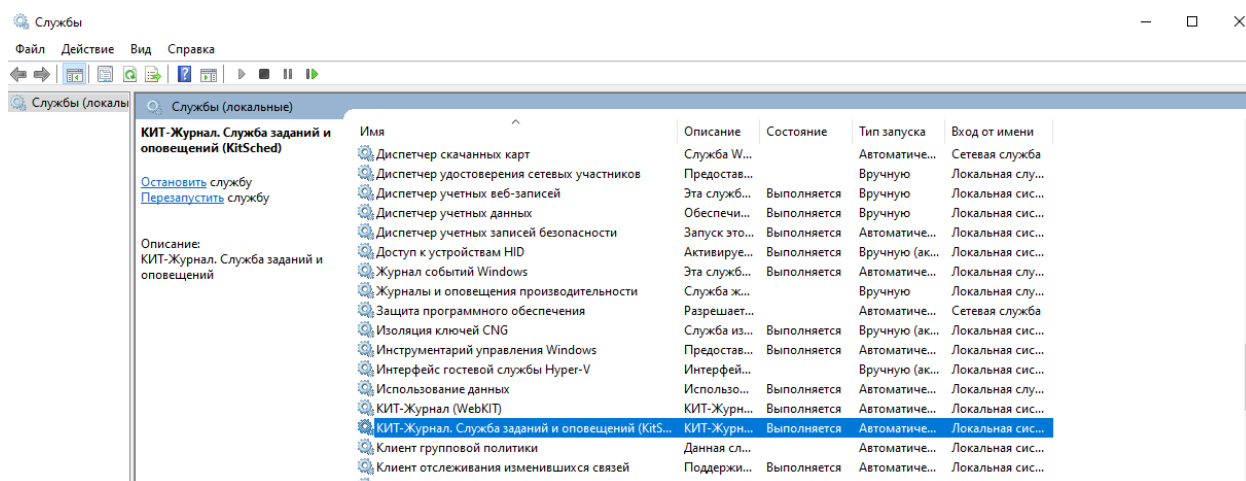 Службы
Файл Действие Вид Справка
Службы (локалы
Службы (локальные)
КИТ-Журнал. Служба заданий и
оповещений (KitSched)
Остановить службу
Перезапустить службу
Описание:
КИТ-Журнал. Служба заданий и
оповещений
Имя Описание Состояние Тип запуска Вход от имени
Диспетчер скачанных карт Служба W... Автоматиче... Сетевая служба
Диспетчер удостоверения сетевых участников Предостав... Вручную Локальная слу...
Диспетчер учетных веб-записей Эта служб... Выполняется Вручную Локальная сис...
Диспетчер учетных данных Обеспечи... Выполняется Вручную Локальная сис...
Диспетчер учетных записей безопасности Запуск это... Выполняется Автоматиче... Локальная сис...
Доступ к устройствам HID Активируе... Выполняется Вручную (ак... Локальная сис...
Журнал событий Windows Эта служб... Выполняется Автоматиче... Локальная слу...
Журналы и оповещения производительности Служба ж... Вручную Локальная слу...
Защита программного обеспечения Разрешает... Автоматиче... Сетевая служба
Изоляция ключей CNG Служба из... Выполняется Вручную (ак... Локальная сис...
Инструментарий управления Windows Предостав... Выполняется Автоматиче... Локальная сис...
Интерфейс гостевой службы Hyper-V Интерфей... Вручную (ак... Локальная сис...
Использование данных Использо... Выполняется Автоматиче... Локальная слу...
КИТ-Журнал (WebKIT) КИТ-Журн... Выполняется Автоматиче... Локальная сис...
КИТ-Журнал. Служба заданий и оповещений (KitS... КИТ-Журн... Выполняется Автоматиче... Локальная сис...
Клиент групповой политики Данная сл... Автоматиче... Локальная сис...
Клиент отслеживания изменившихся связей Поддержи... Выполняется Автоматиче... Локальная сис...